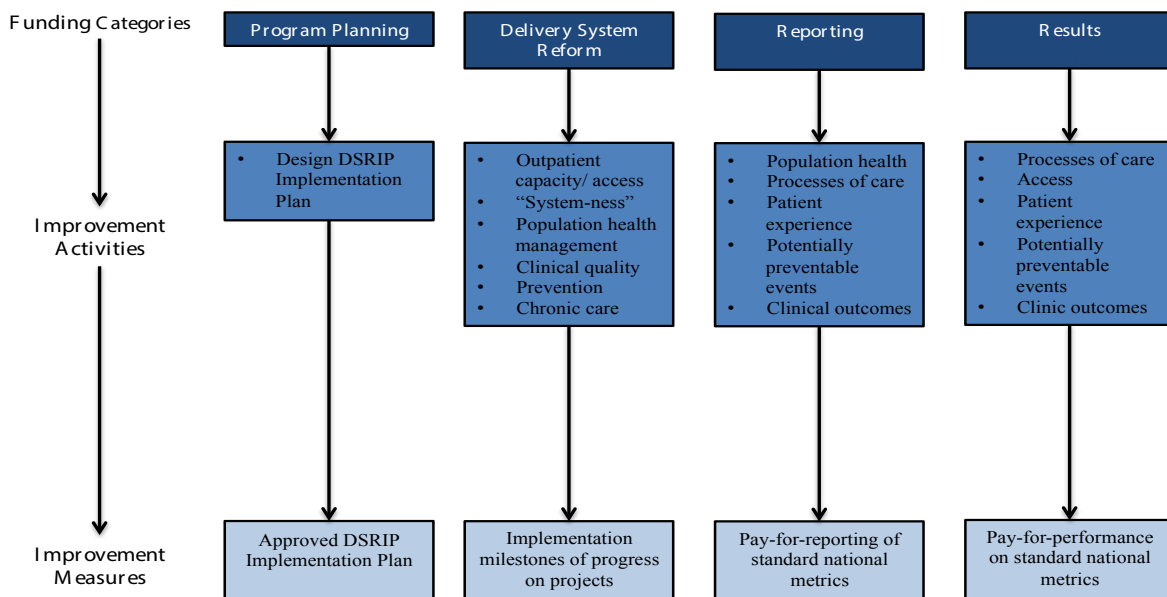 Funding Categories
Program Planning
Delivery System
Reform
Reporting
Results
Improvement
Activities
• Design DSRIP
Implementation
Plan
• Outpatient
capacity/ access
• “System-ness”
• Population health
management
• Clinical quality
• Prevention
• Chronic care
• Population health
• Processes of care
• Patient
experience
• Potentially
preventable
events
• Clinical outcomes
• Processes of care
• Access
• Patient
experience
• Potentially
preventable
events
• Clinic outcomes
Improvement
Measures
Approved DSRIP
Implementation Plan
Implementation
milestones of progress
on projects
Pay-for-reporting of
standard national
metrics
Pay-for-performance
on standard national
metrics